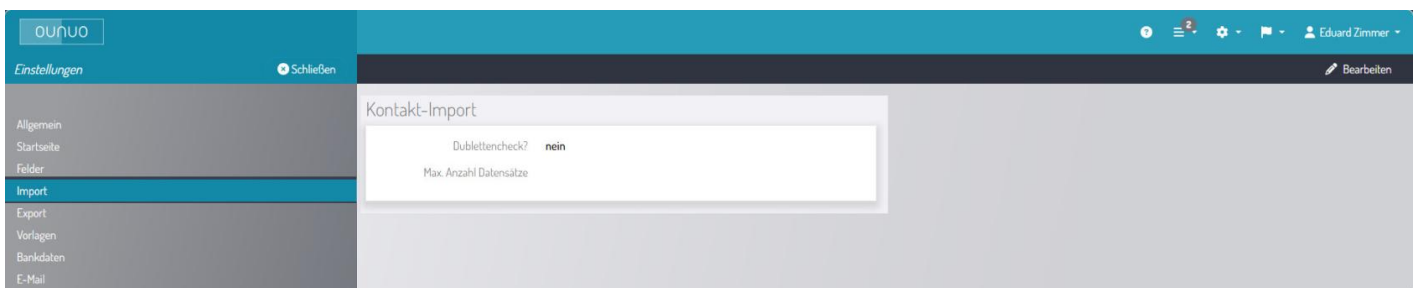 ounuo
2
Eduard Zimmer
Einstellungen
Schließen
Bearbeiten
Allgemein
Startseite
Felder
Import
Export
Vorlagen
Bankdaten
E-Mail
Kontakt-Import
Dublettencheck? nein
Max. Anzahl Datensätze